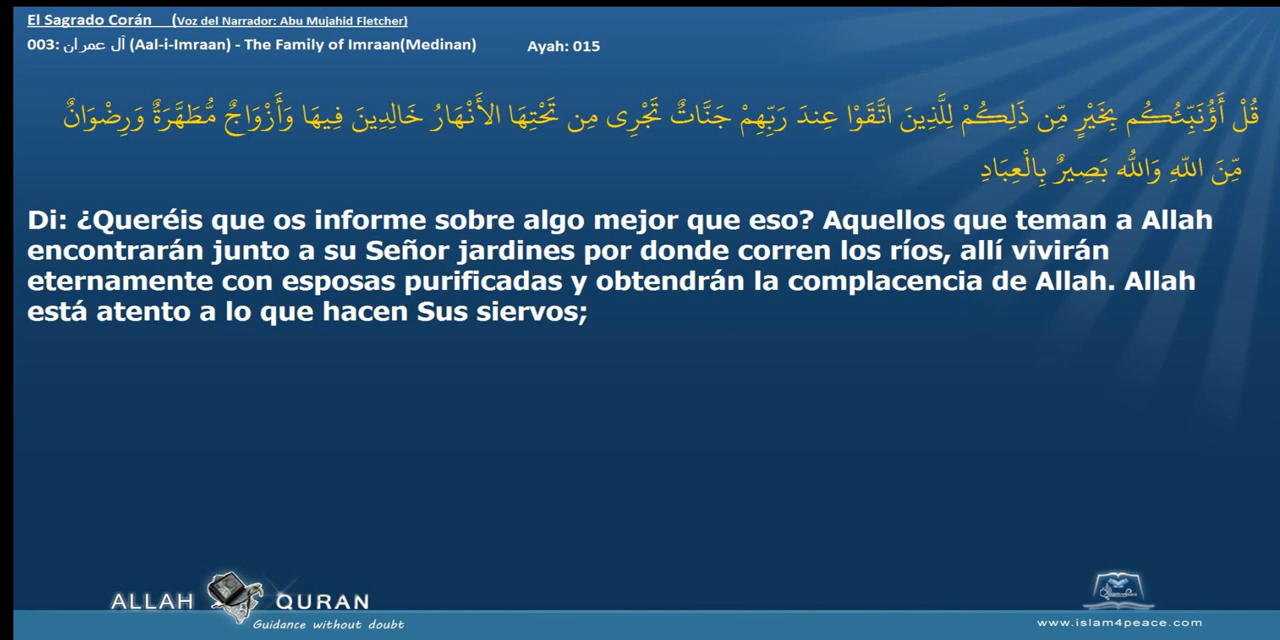 El Sagrado Corán (Voz del Narrador: Abu Mujahid Fletcher)
003: آل عمران (Aal-i-Imraan) - The Family of Imraan(Medinan) Ayah: 015
قُلْ أَؤُنَبِّئُكُم بِخَيْرٍ مِّن ذَلِكُمْ لِلَّذِينَ اتَّقَوْا عِندَ رَبِّهِمْ جَنَّاتٌ تَجْرِى مِن تَحْتِهَا الأَنْهَارُ خَالِدِينَ فِيهَا وَأَزْوَاجٌ مُّطَهَّرَةٌ وَرِضْوَانٌ
مِّنَ اللّهِ وَاللّه بَصِيرٌ بِالْعِبَادِ
Di: ¿Queréis que os informe sobre algo mejor que eso? Aquellos que teman a Allah
encontrarán junto a su Señor jardines por donde corren los ríos, allí vivirán
eternamente con esposas purificadas y obtendrán la complacencia de Allah. Allah
está atento a lo que hacen Sus siervos;
ALLAH QURAN
Guidance without doubt
www.islam4peace.com